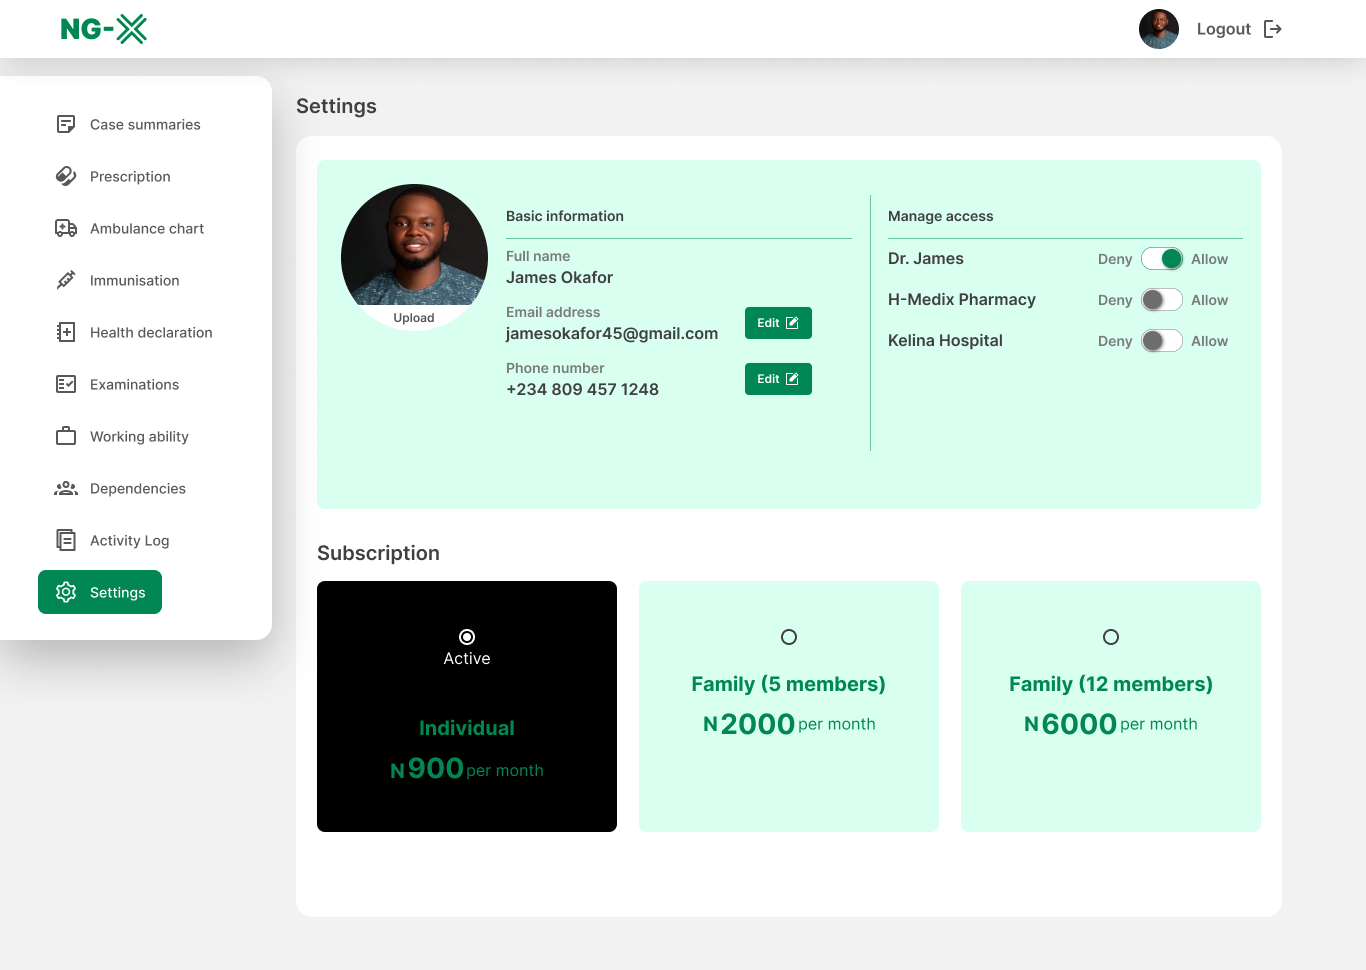 NG-X
Logout
Case summaries
Prescription
Ambulance chart
Immunisation
Health declaration
Examinations
Working ability
Dependencies
Activity Log
Settings
Settings
Upload
Basic information
Full name
James Okafor
Email address
jamesokafor45@gmail.com
Edit
Phone number
+234 809 457 1248
Edit
Manage access
Dr. James Deny Allow
H-Medix Pharmacy Deny Allow
Kelina Hospital Deny Allow
Subscription
Active
Individual
N900 per month
Family (5 members)
N2000 per month
Family (12 members)
N6000 per month